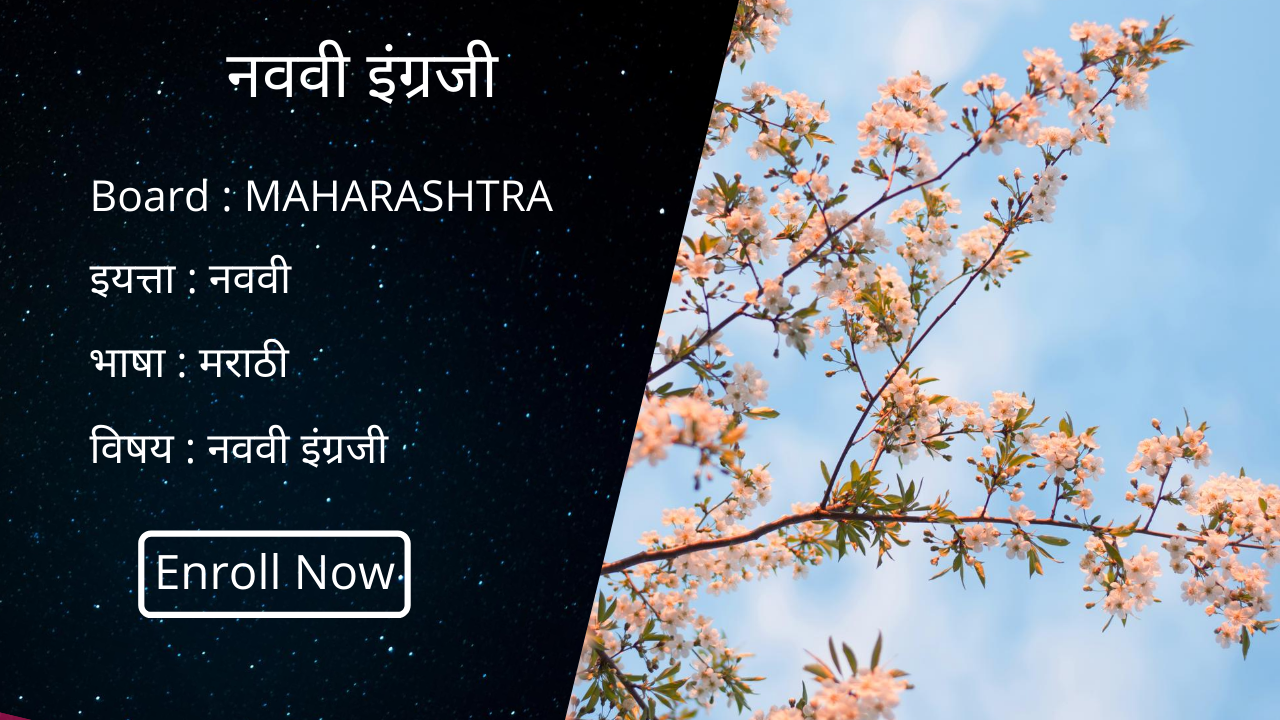 नववी इंग्रजी
Board : MAHARASHTRA
इयत्ता : नववी
भाषा : मराठी
विषय : नववी इंग्रजी
Enroll Now